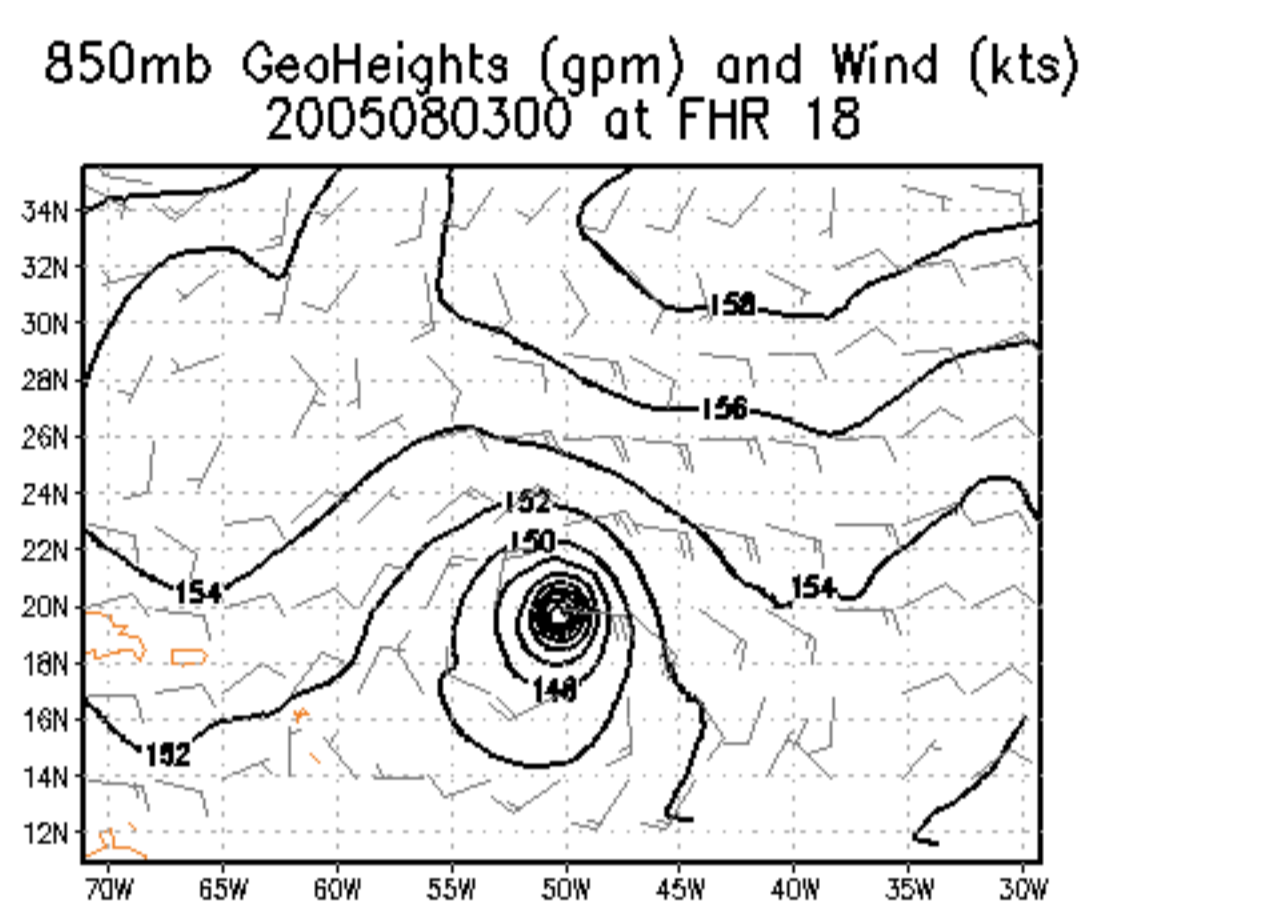 850mb GeoHeights (gpm) and Wind (kts)
2005080300 at FHR 18
34N
32N
158
30N
28N
156
26N
24N
152
22N
150
154
154
20N
18N
148
16N
152
14N
12N
70W 65W 60W 55W 50W 45W 40W 35W 30W